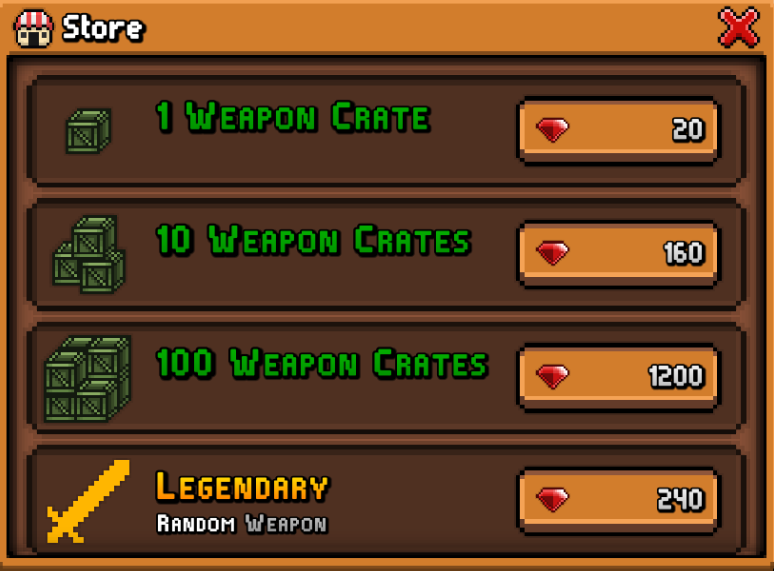 Store
1 Weapon Crate
20
10 Weapon Crates
160
100 Weapon Crates
1200
Legendary
Random Weapon
240